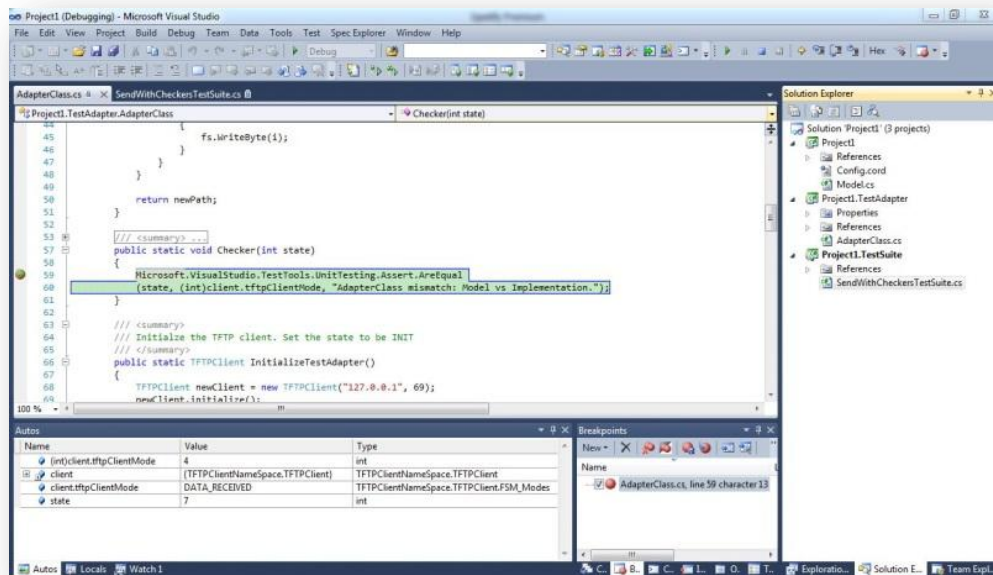 Project1 (Debugging) - Microsoft Visual Studio
File Edit View Project Build Debug Team Data Tools Test Spec Explorer Window Help
Debug
Hex
AdapterClass.cs
SendWithCheckersTestSuite.cs
Project1.TestAdapter.AdapterClass
Checker(int state)
44 {
45 fs.WriteByte(i);
46 }
47 }
48 }
49
50 return newPath;
51 }
52
53 /// <summary> ...
57 public static void Checker(int state)
58 {
59 Microsoft.VisualStudio.TestTools.UnitTesting.Assert.AreEqual
60 (state, (int)client.tftpClientMode, "AdapterClass mismatch: Model vs Implementation.");
61 }
62
63 /// <summary>
64 /// Initialze the TFTP client. Set the state to be INIT
65 /// </summary>
66 public static TFTPClient InitializeTestAdapter()
67 {
68 TFTPClient newClient = new TFTPClient("127.0.0.1", 69);
69 newClient.initialize();
100 %
Solution Explorer
Solution 'Project1' (3 projects)
Project1
References
Config.cord
Model.cs
Project1.TestAdapter
Properties
References
AdapterClass.cs
Project1.TestSuite
References
SendWithCheckersTestSuite.cs
Autos
Name Value Type
(int)client.tftpClientMode 4 int
client {TFTPClientNameSpace.TFTPClient} TFTPClientNameSpace.TFTPClient
client.tftpClientMode DATA_RECEIVED TFTPClientNameSpace.TFTPClient.FSM_Modes
state 7 int
Breakpoints
New
Name
AdapterClass.cs, line 59 character 13
Autos Locals Watch 1
C... B... C... L... O... T...
Exploratio... Solution E... Team Expl...